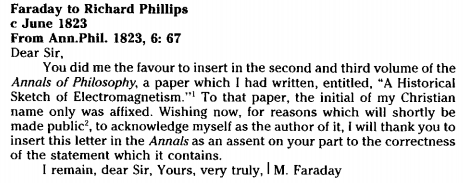 Faraday to Richard Phillips
c June 1823
From Ann.Phil. 1823, 6: 67
Dear Sir,
You did me the favour to insert in the second and third volume of the
Annals of Philosophy, a paper which I had written, entitled, "A Historical
Sketch of Electromagnetism."1 To that paper, the initial of my Christian
name only was affixed. Wishing now, for reasons which will shortly be
made public2, to acknowledge myself as the author of it, I will thank you to
insert this letter in the Annals as an assent on your part to the correctness
of the statement which it contains.
I remain, dear Sir, Yours, very truly, | M. Faraday